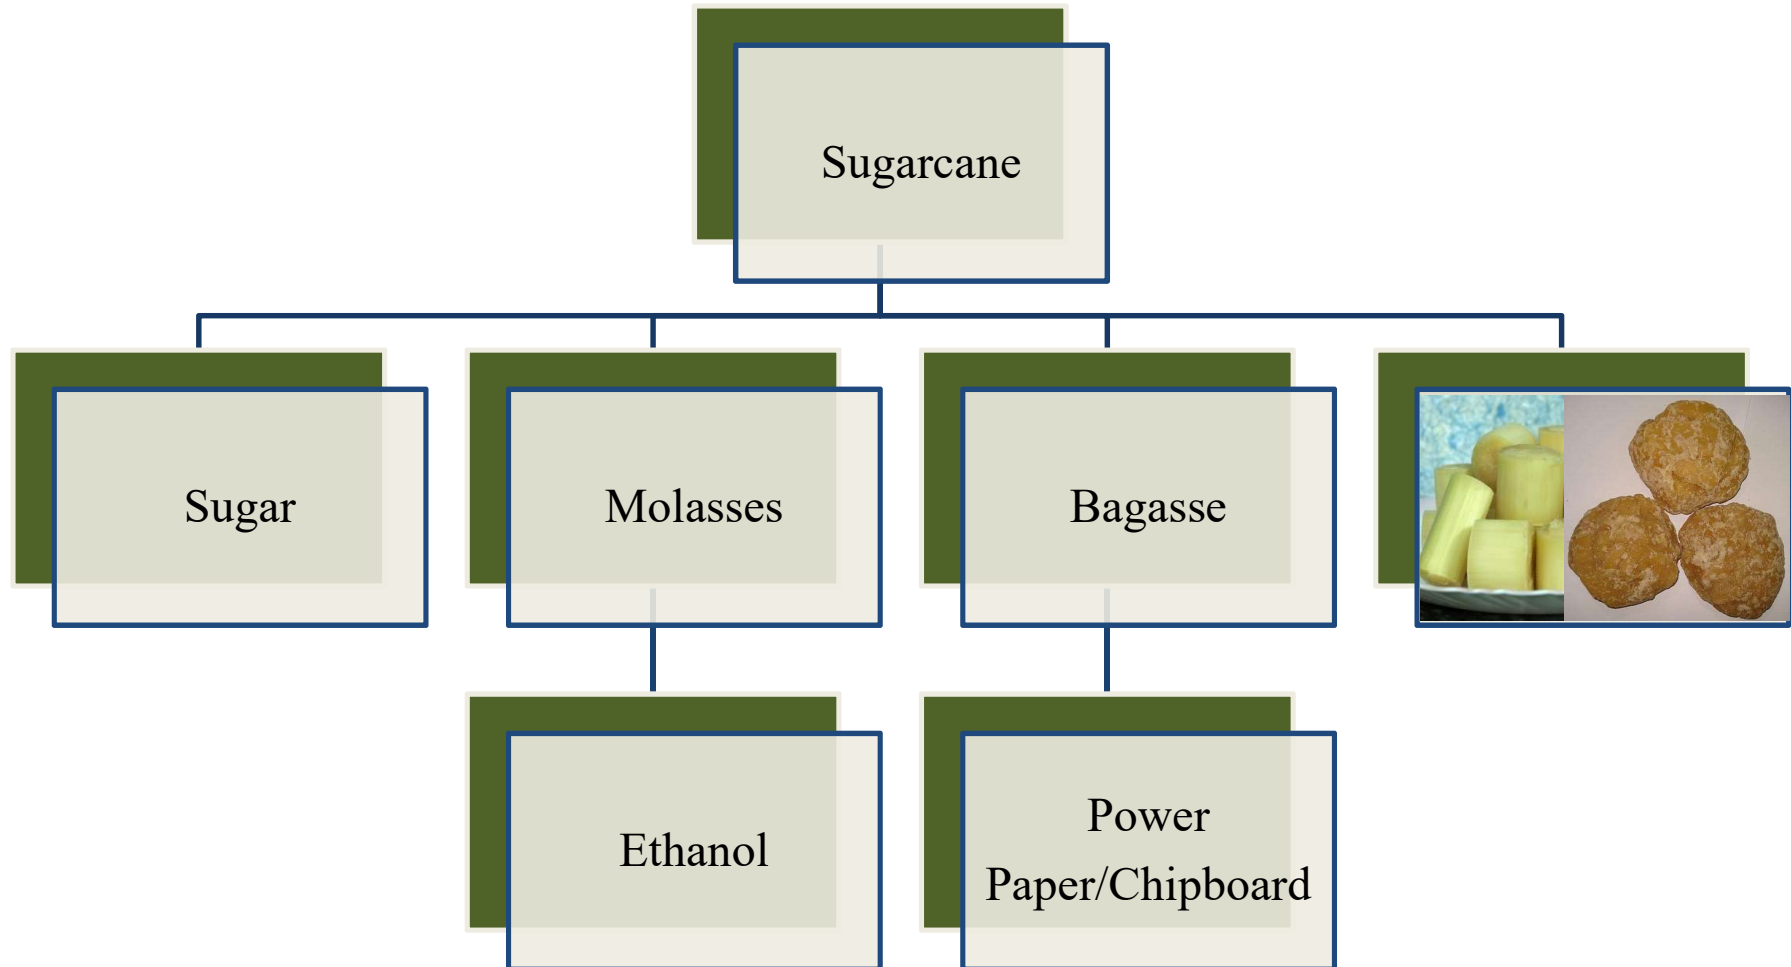 Sugarcane
Sugar
Molasses
Bagasse
Ethanol
Power
Paper/Chipboard